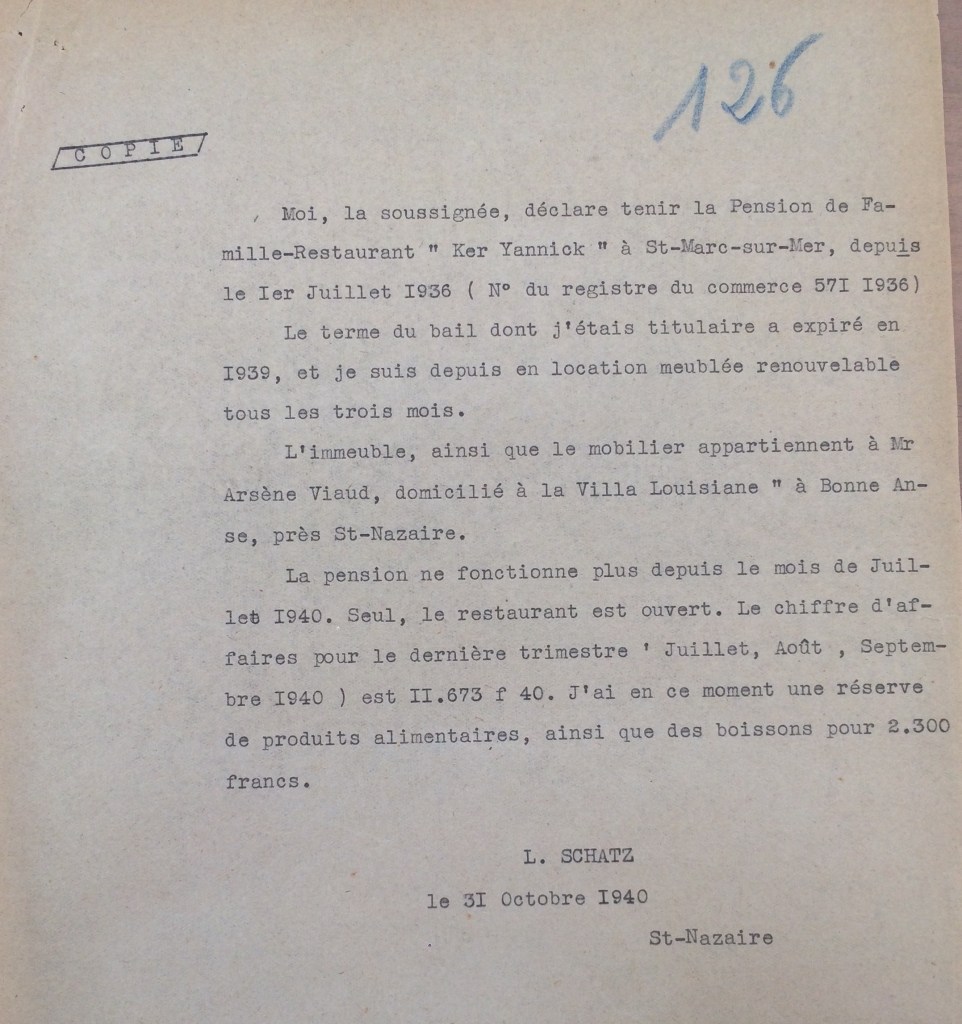 126
COPIE
Moi, la soussignée, déclare tenir la Pension de Fa-
mille-Restaurant " Ker Yannick " à St-Marc-sur-Mer, depuis
le Ier Juillet I936 ( N° du registre du commerce 57I I936)
Le terme du bail dont j'étais titulaire a expiré en
I939, et je suis depuis en location meublée renouvelable
tous les trois mois.
L'immeuble, ainsi que le mobilier appartiennent à Mr
Arsène Viaud, domicilié à la Villa Louisiane " à Bonne An-
se, près St-Nazaire.
La pension ne fonctionne plus depuis le mois de Juil-
let I940. Seul, le restaurant est ouvert. Le chiffre d'af-
faires pour le dernière trimestre ' Juillet, Août , Septem-
bre I940 ) est II.673 f 40. J'ai en ce moment une réserve
de produits alimentaires, ainsi que des boissons pour 2.300
francs.
L. SCHATZ
le 3I Octobre I940
St-Nazaire